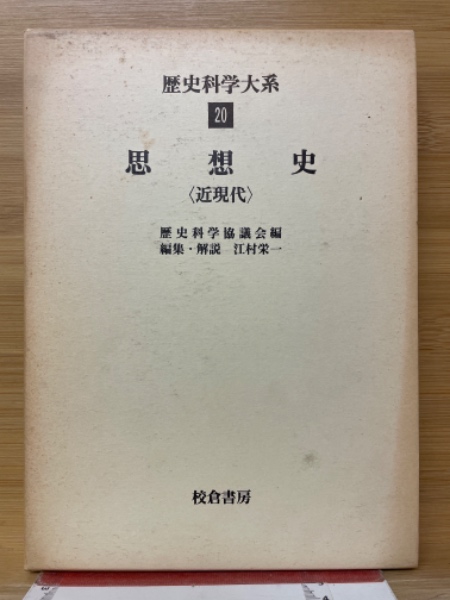 歴史科学大系
20
思想史
〈近現代〉
歴史科学協議会編
編集・解説 江村栄一
校倉書房